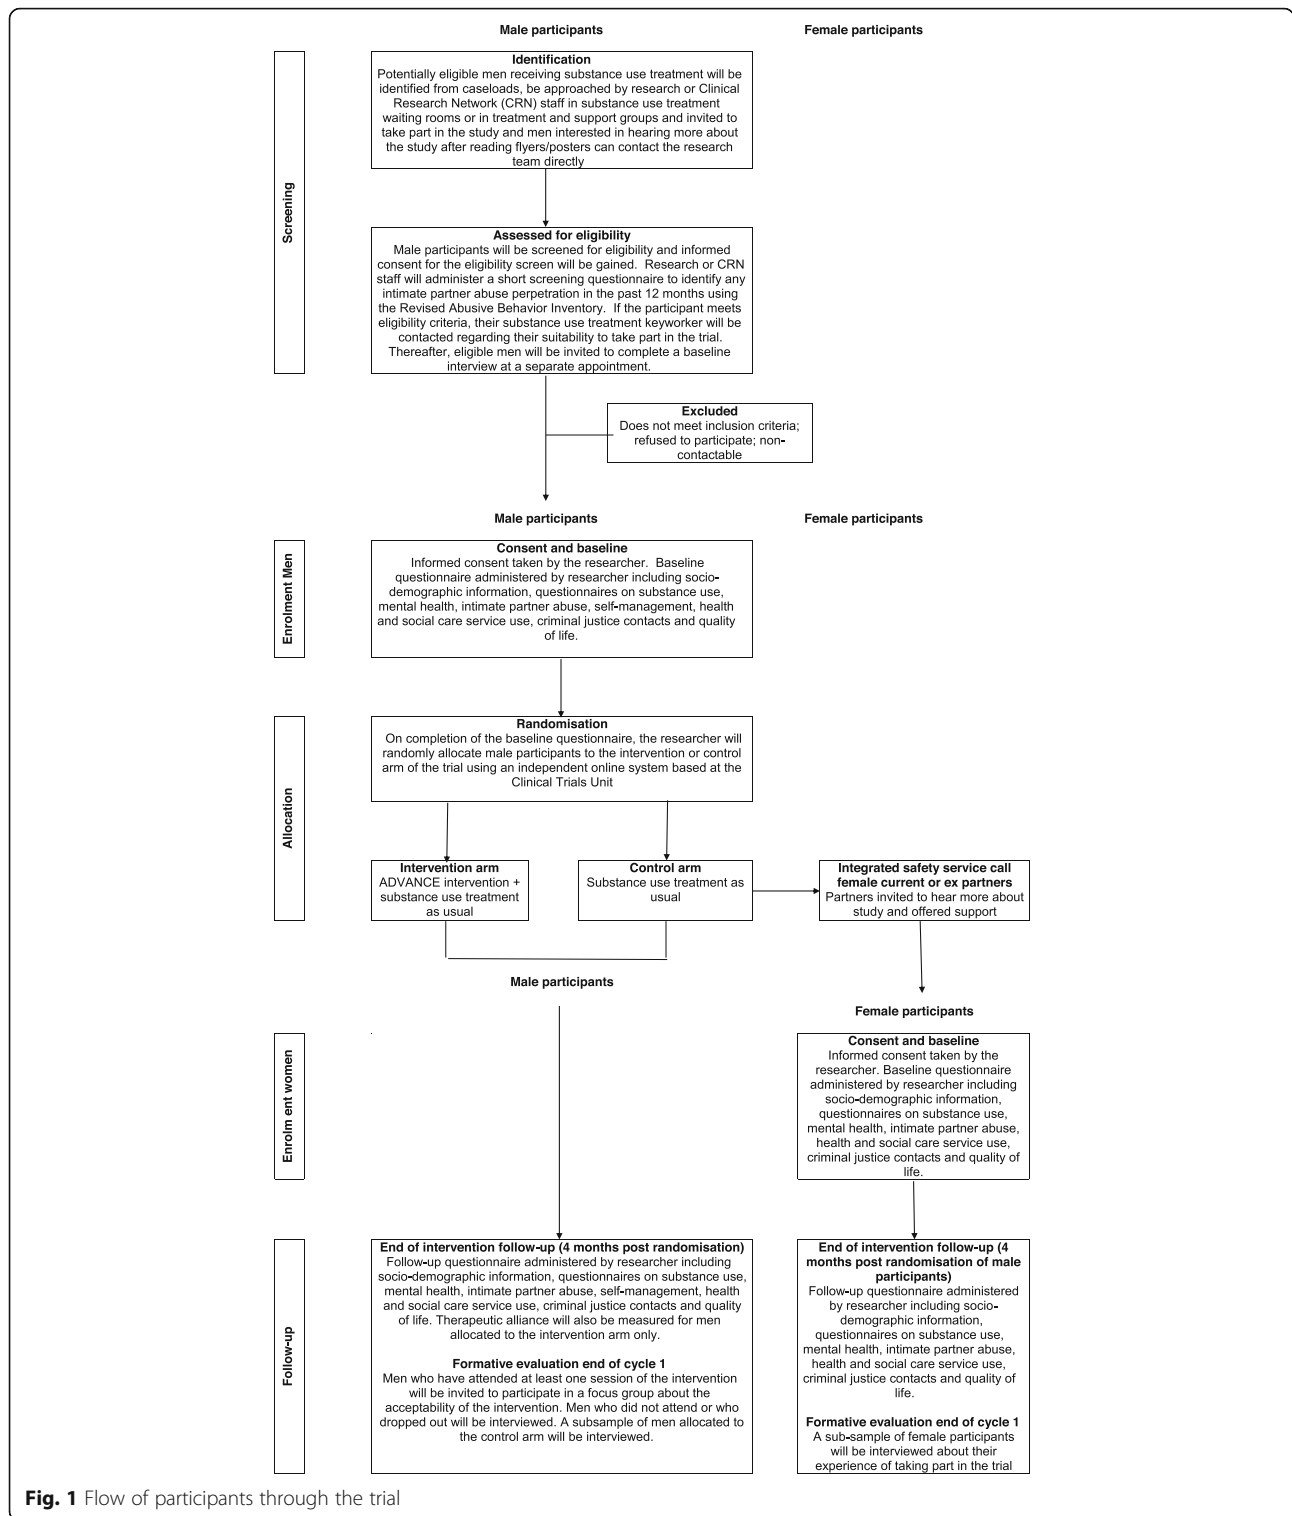 Male participants
Female participants
Screening
Identification
Potentially eligible men receiving substance use treatment will be
identified from caseloads, be approached by research or Clinical
Research Network (CRN) staff in substance use treatment
waiting rooms or in treatment and support groups and invited to
take part in the study and men interested in hearing more about
the study after reading flyers/posters can contact the research
team directly
Assessed for eligibility
Male participants will be screened for eligibility and informed
consent for the eligibility screen will be gained. Research or CRN
staff will administer a short screening questionnaire to identify any
intimate partner abuse perpetration in the past 12 months using
the Revised Abusive Behavior Inventory. If the participant meets
eligibility criteria, their substance use treatment keyworker will be
contacted regarding their suitability to take part in the trial.
Thereafter, eligible men will be invited to complete a baseline
interview at a separate appointment.
Excluded
Does not meet inclusion criteria;
refused to participate; non-
contactable
Male participants
Female participants
Enrolment Men
Consent and baseline
Informed consent taken by the researcher. Baseline
questionnaire administered by researcher including socio-
demographic information, questionnaires on substance use,
mental health, intimate partner abuse, self-management, health
and social care service use, criminal justice contacts and quality
of life.
Allocation
Randomisation
On completion of the baseline questionnaire, the researcher will
randomly allocate male participants to the intervention or control
arm of the trial using an independent online system based at the
Clinical Trials Unit
Intervention arm
ADVANCE intervention +
substance use treatment
as usual
Control arm
Substance use treatment as
usual
Integrated safety service call
female current or ex partners
Partners invited to hear more about
study and offered support
Male participants
Female participants
Enrolm ent women
Consent and baseline
Informed consent taken by the
researcher. Baseline questionnaire
administered by researcher including
socio-demographic information,
questionnaires on substance use,
mental health, intimate partner abuse,
health and social care service use,
criminal justice contacts and quality of
life.
Follow-up
End of intervention follow-up (4 months post randomisation)
Follow-up questionnaire administered by researcher including
socio-demographic information, questionnaires on substance use,
mental health, intimate partner abuse, self-management, health
and social care service use, criminal justice contacts and quality
of life. Therapeutic alliance will also be measured for men
allocated to the intervention arm only.
Formative evaluation end of cycle 1
Men who have attended at least one session of the intervention
will be invited to participate in a focus group about the
acceptability of the intervention. Men who did not attend or who
dropped out will be interviewed. A subsample of men allocated to
the control arm will be interviewed.
End of intervention follow-up (4
months post randomisation of male
participants)
Follow-up questionnaire administered
by researcher including socio-
demographic information,
questionnaires on substance use,
mental health, intimate partner abuse,
health and social care service use,
criminal justice contacts and quality of
life.
Formative evaluation end of cycle 1
A sub-sample of female participants
will be interviewed about their
experience of taking part in the trial
Fig. 1 Flow of participants through the trial